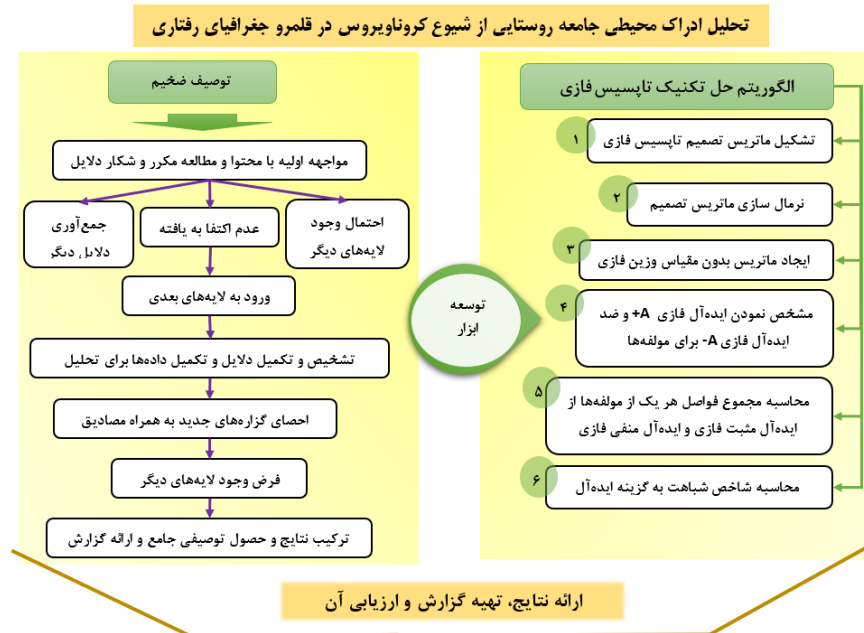 تحلیل ادراک محیطی جامعه روستایی از شیوع کروناویروس در قلمرو جغرافیای رفتاری
الگوریتم حل تکنیک تاپسیس فازی
۱
تشکیل ماتریس تصمیم تاپسیس فازی
۲
نرمال سازی ماتریس تصمیم
۳
ایجاد ماتریس بدون مقیاس وزین فازی
۴
مشخص نمودن ایده‌آل فازی A+ و ضد
ایده‌آل فازی A- برای مولفه‌ها
۵
محاسبه مجموع فواصل هر یک از مولفه‌ها از
ایده‌آل مثبت فازی و ایده‌آل منفی فازی
۶
محاسبه شاخص شباهت به گزینه ایده‌آل
توسعه
ابزار
توصیف ضخیم
مواجهه اولیه با محتوا و مطالعه مکرر و شکار دلایل
احتمال وجود
لایه‌های دیگر
عدم اکتفا به یافته
جمع‌آوری
دلایل دیگر
ورود به لایه‌های بعدی
تشخیص و تکمیل دلایل و تکمیل داده‌ها برای تحلیل
احصای گزاره‌های جدید به همراه مصادیق
فرض وجود لایه‌های دیگر
ترکیب نتایج و حصول توصیفی جامع و ارائه گزارش
ارائه نتایج، تهیه گزارش و ارزیابی آن